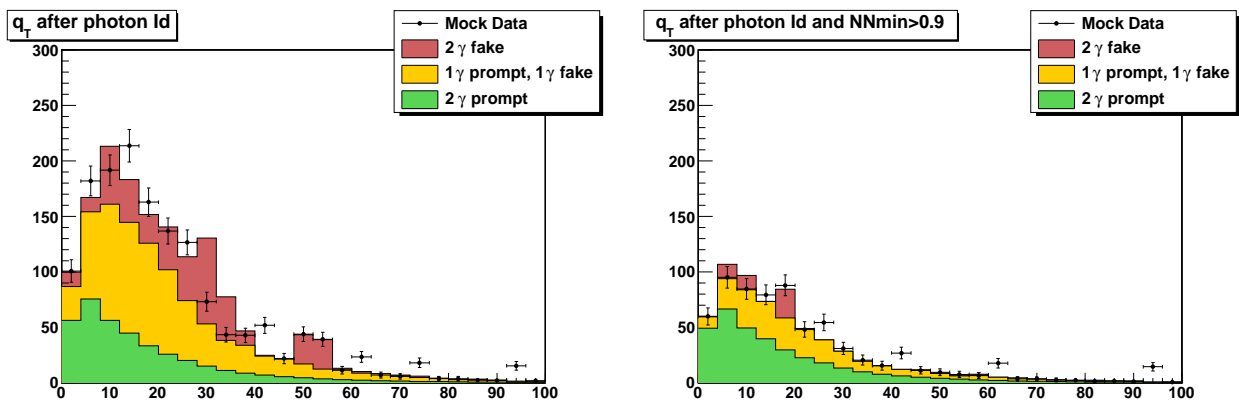 q_T after photon Id
Mock Data
2 γ fake
1γ prompt, 1γ fake
2 γ prompt
300
250
200
150
100
50
0
0 10 20 30 40 50 60 70 80 90 100
q_T after photon Id and NNmin>0.9
Mock Data
2 γ fake
1γ prompt, 1γ fake
2 γ prompt
300
250
200
150
100
50
0
0 10 20 30 40 50 60 70 80 90 100